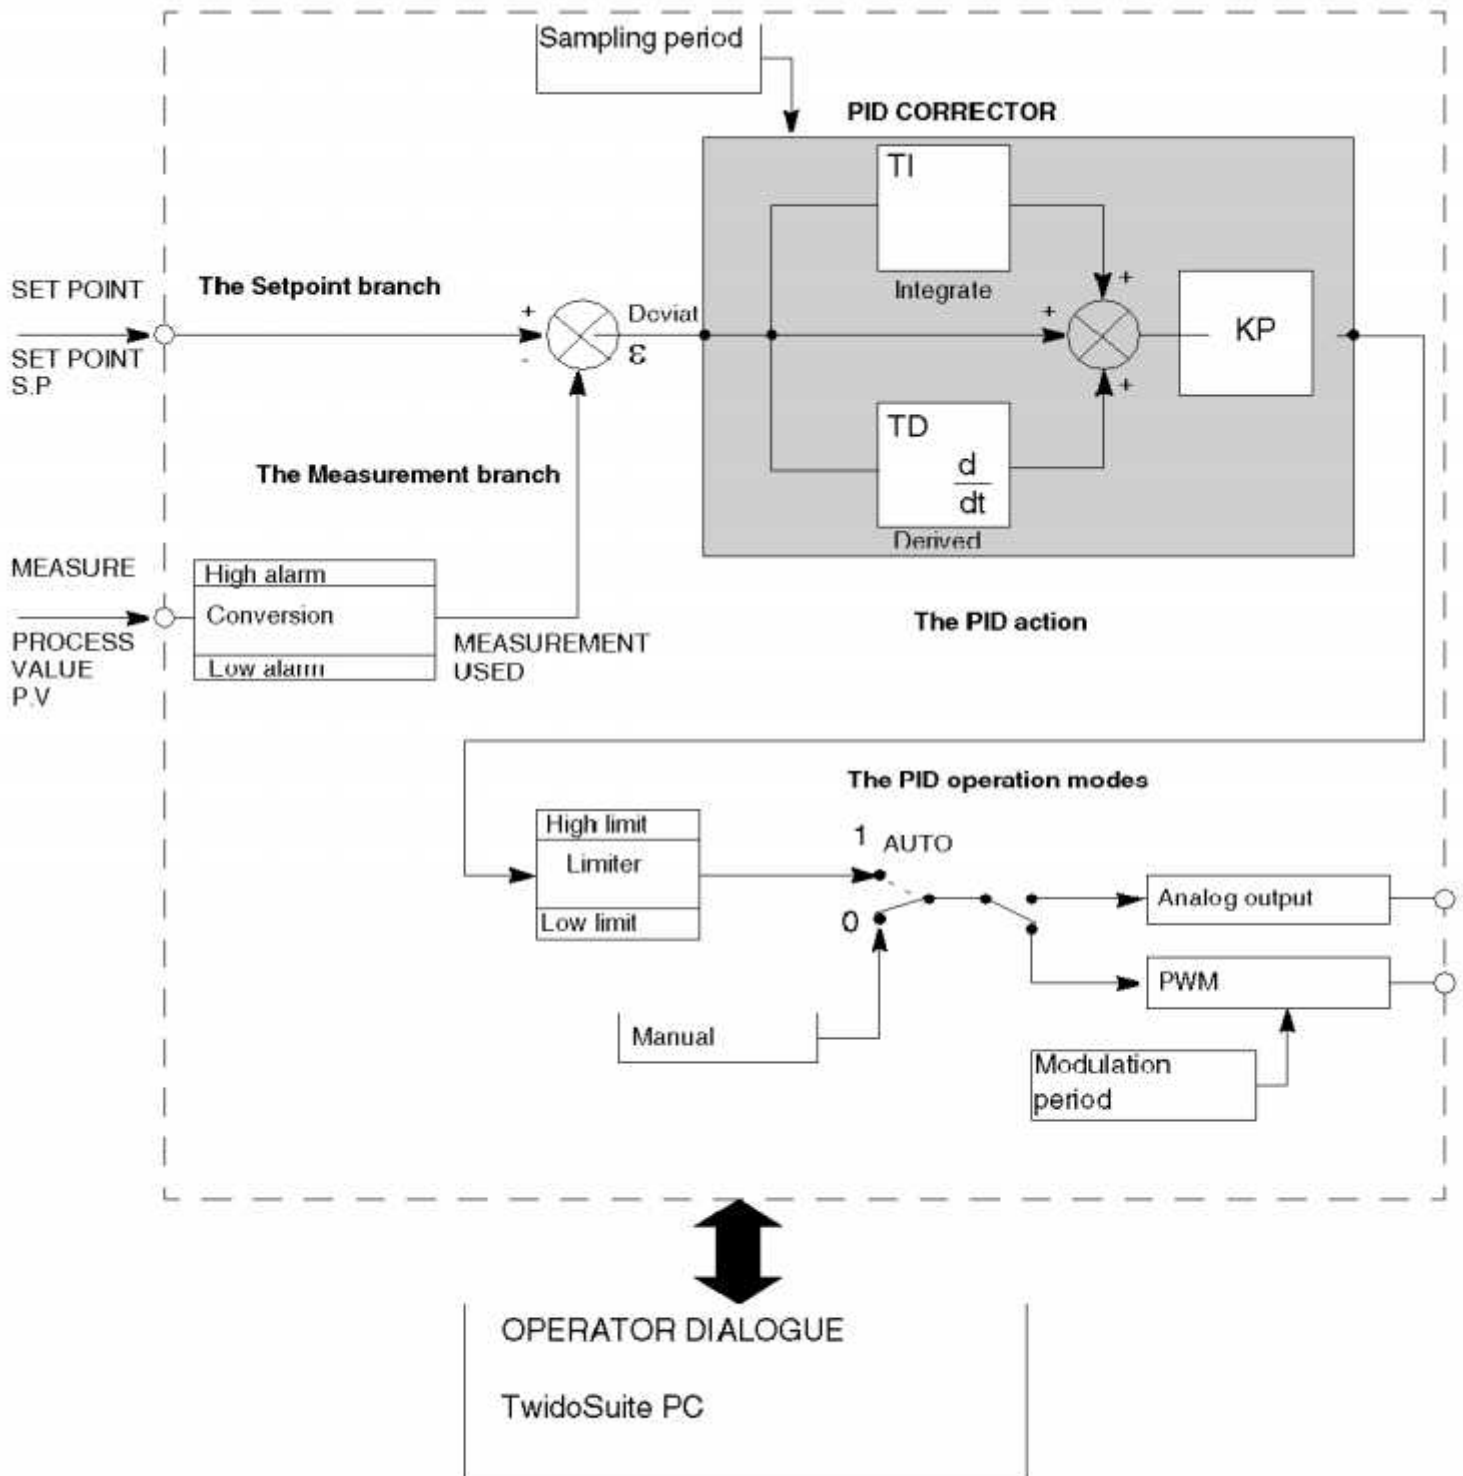 Sampling period
PID CORRECTOR
TI
Integrate
SET POINT
The Setpoint branch
+
-
Deviat
ε
+
+
+
KP
SET POINT
S.P
TD
d
dt
Derived
The Measurement branch
MEASURE
High alarm
Conversion
Low alarm
PROCESS
VALUE
P.V
MEASUREMENT
USED
The PID action
The PID operation modes
High limit
Limiter
Low limit
1
AUTO
0
Analog output
PWM
Manual
Modulation
period
OPERATOR DIALOGUE
TwidoSuite PC